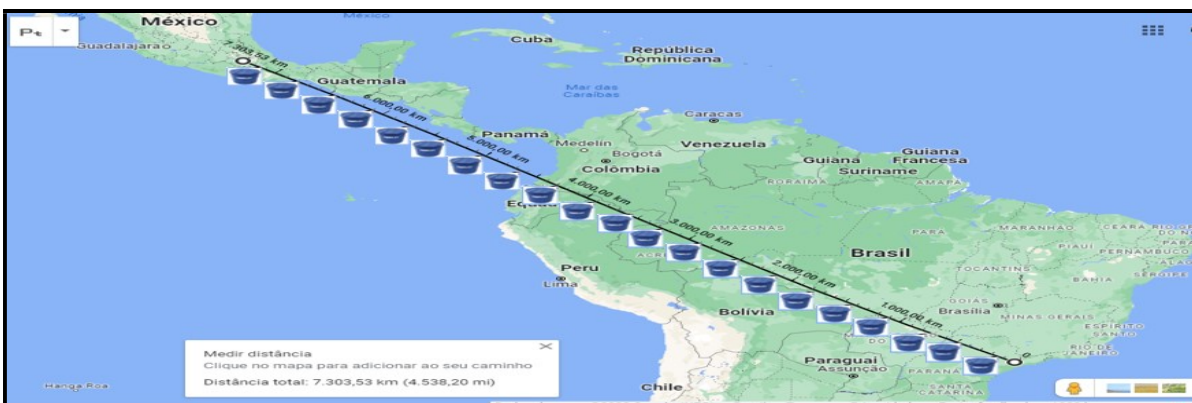 México
Guadalajarao
México
Cuba
República
Dominicana
Guatemala
Mar das
Caraíbas
Caracas
Panamá
Medelín
Venezuela
Bogotá
Colômbia
Guiana
Guiana
Francesa
Suriname
RORAIMA
AMAPÁ
7.303,53 km
6.000,00 km
5.000,00 km
4.000,00 km
3.000,00 km
2.000,00 km
1.000,00 km
0
AMAZONAS
PARÁ
MARANHÃO
CEARÁ
PIAUÍ
PERNAMBUCO
Brasil
ACRE
TOCANTINS
BAHIA
SERGIPE
Peru
Lima
Bolívia
GOIÁS
Brasília
MINAS GERAIS
ESPÍRITO
SANTO
RIO DE
JANEIRO
Paraguai
Assunção
PARANÁ
SANTA
CATARINA
Chile
Hanga Roa
Medir distância
Clique no mapa para adicionar ao seu caminho
Distância total: 7.303,53 km (4.538,20 mi)